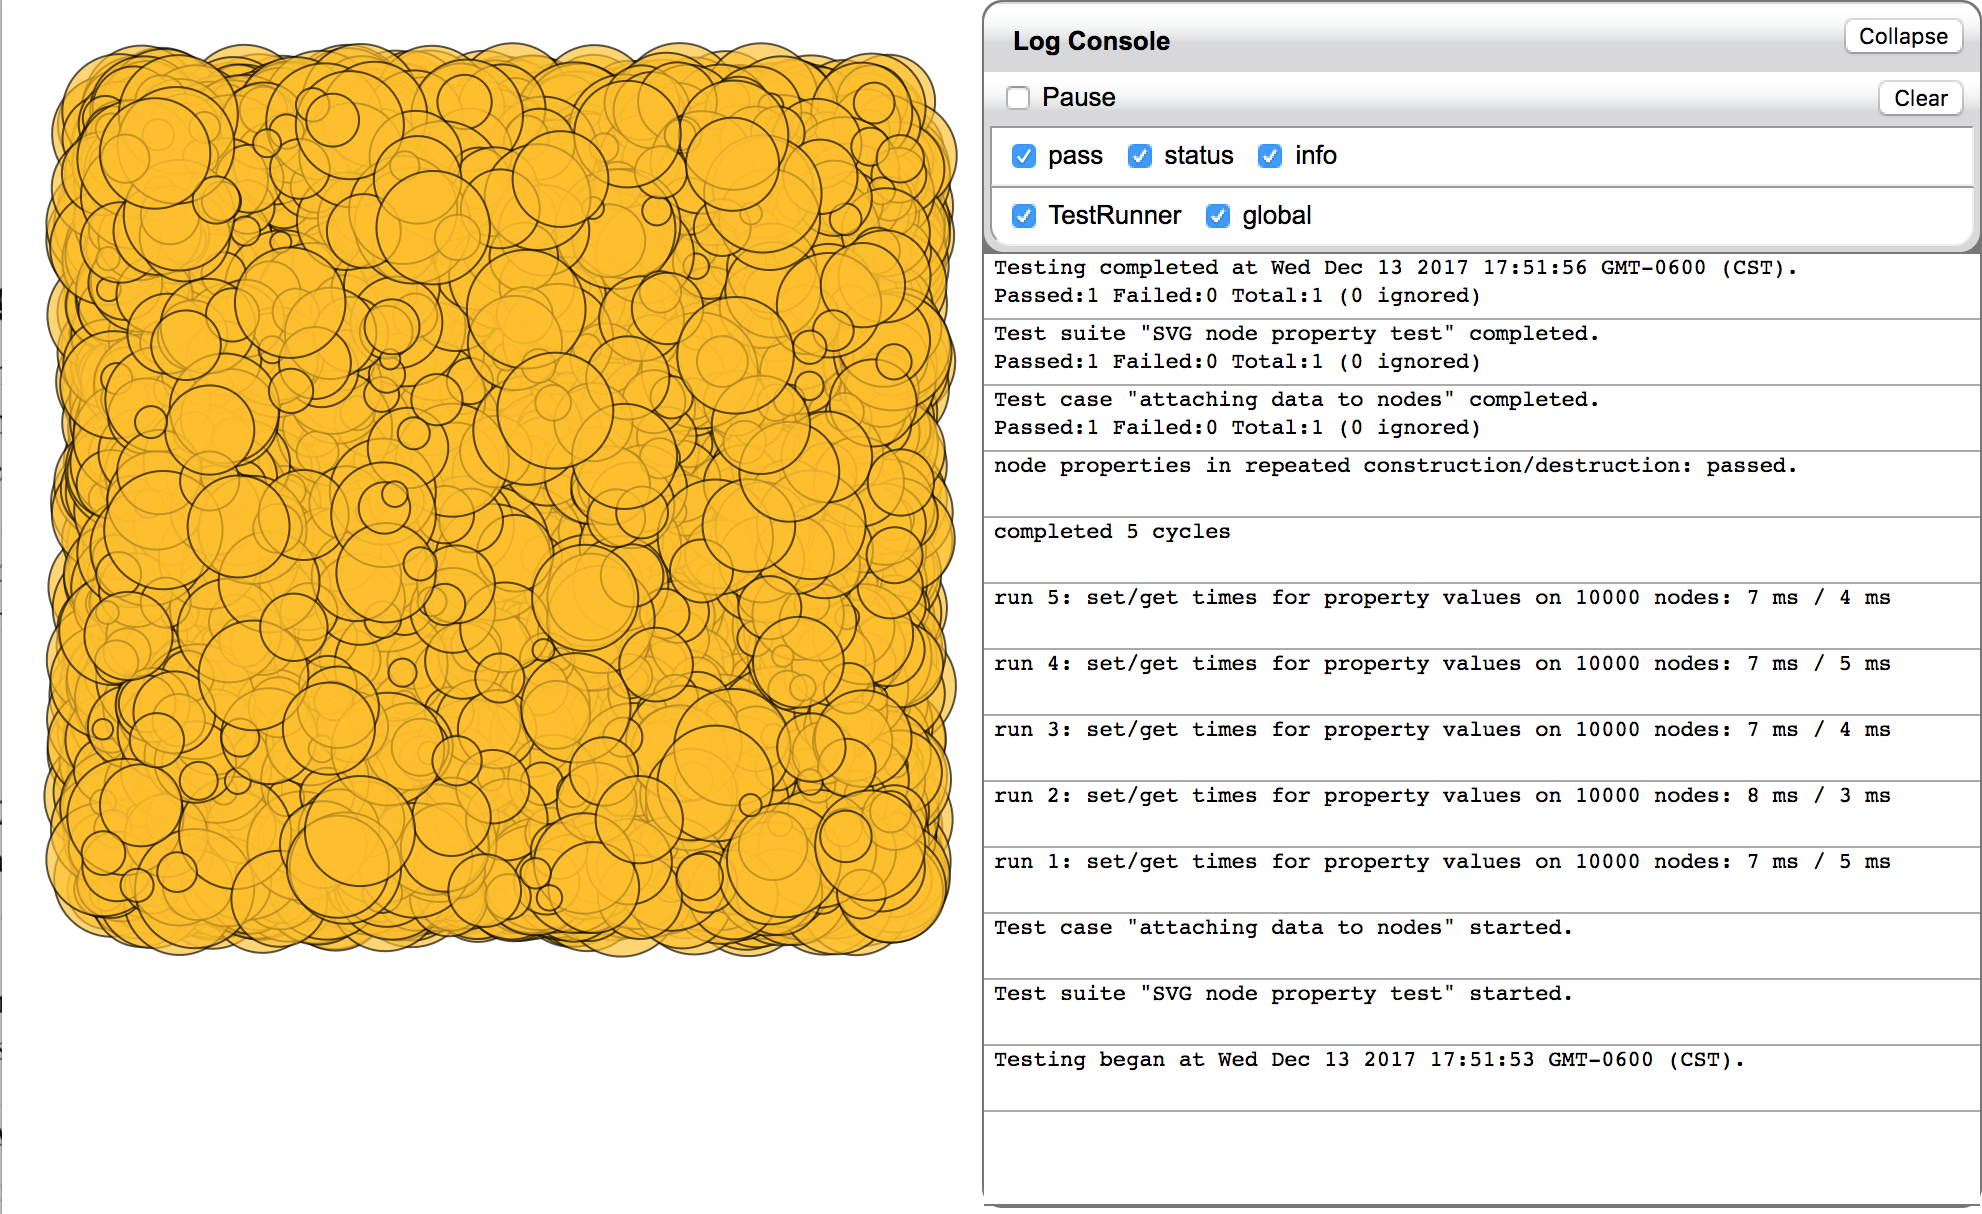 Log Console
Collapse
Pause
Clear
pass status info
TestRunner global
Testing completed at Wed Dec 13 2017 17:51:56 GMT-0600 (CST).
Passed:1 Failed:0 Total:1 (0 ignored)
Test suite "SVG node property test" completed.
Passed:1 Failed:0 Total:1 (0 ignored)
Test case "attaching data to nodes" completed.
Passed:1 Failed:0 Total:1 (0 ignored)
node properties in repeated construction/destruction: passed.
completed 5 cycles
run 5: set/get times for property values on 10000 nodes: 7 ms / 4 ms
run 4: set/get times for property values on 10000 nodes: 7 ms / 5 ms
run 3: set/get times for property values on 10000 nodes: 7 ms / 4 ms
run 2: set/get times for property values on 10000 nodes: 8 ms / 3 ms
run 1: set/get times for property values on 10000 nodes: 7 ms / 5 ms
Test case "attaching data to nodes" started.
Test suite "SVG node property test" started.
Testing began at Wed Dec 13 2017 17:51:53 GMT-0600 (CST).